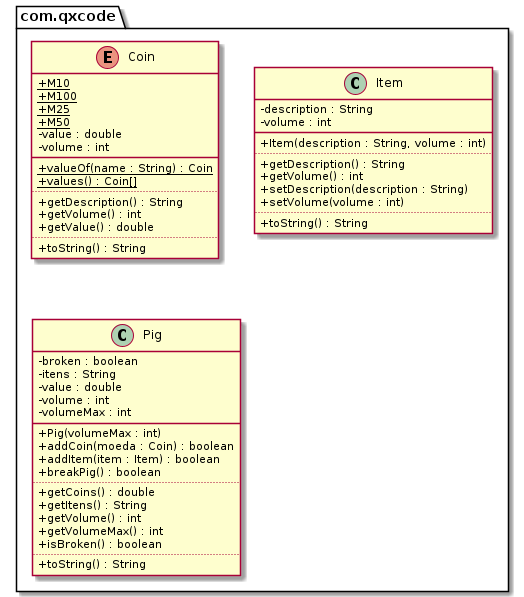 com.qxcode
E Coin
+M10
+M100
+M25
+M50
-value : double
-volume : int
+valueOf(name : String) : Coin
+values() : Coin[]
+getDescription() : String
+getVolume() : int
+getValue() : double
+toString() : String
C Item
-description : String
-volume : int
+Item(description : String, volume : int)
+getDescription() : String
+getVolume() : int
+setDescription(description : String)
+setVolume(volume : int)
+toString() : String
C Pig
-broken : boolean
-itens : String
-value : double
-volume : int
-volumeMax : int
+Pig(volumeMax : int)
+addCoin(moeda : Coin) : boolean
+addItem(item : Item) : boolean
+breakPig() : boolean
+getCoins() : double
+getItens() : String
+getVolume() : int
+getVolumeMax() : int
+isBroken() : boolean
+toString() : String